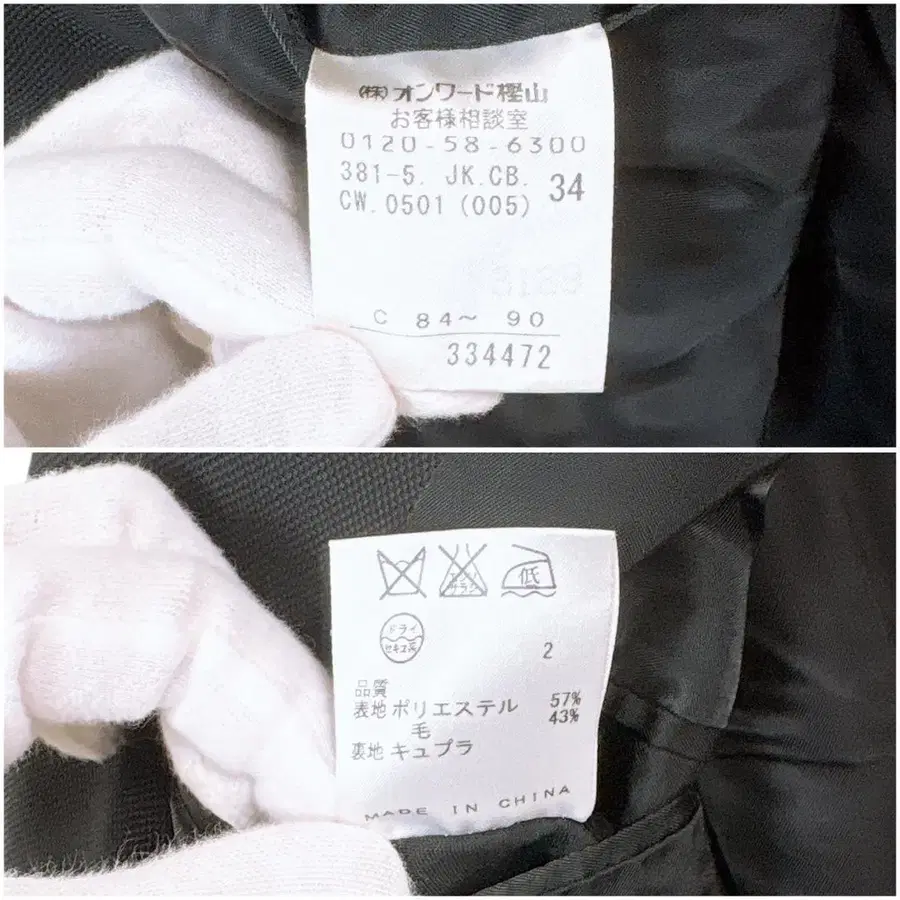 (株)オンワード樫山
お客様相談室
0120-58-6300
381-5. JK.CB. 34
CW.0501 (005)
C 84~ 90
334472
低
ドライ
セキユ系
2
品質
表地 ポリエステル 57%
毛 43%
裏地 キュプラ
MADE IN CHINA